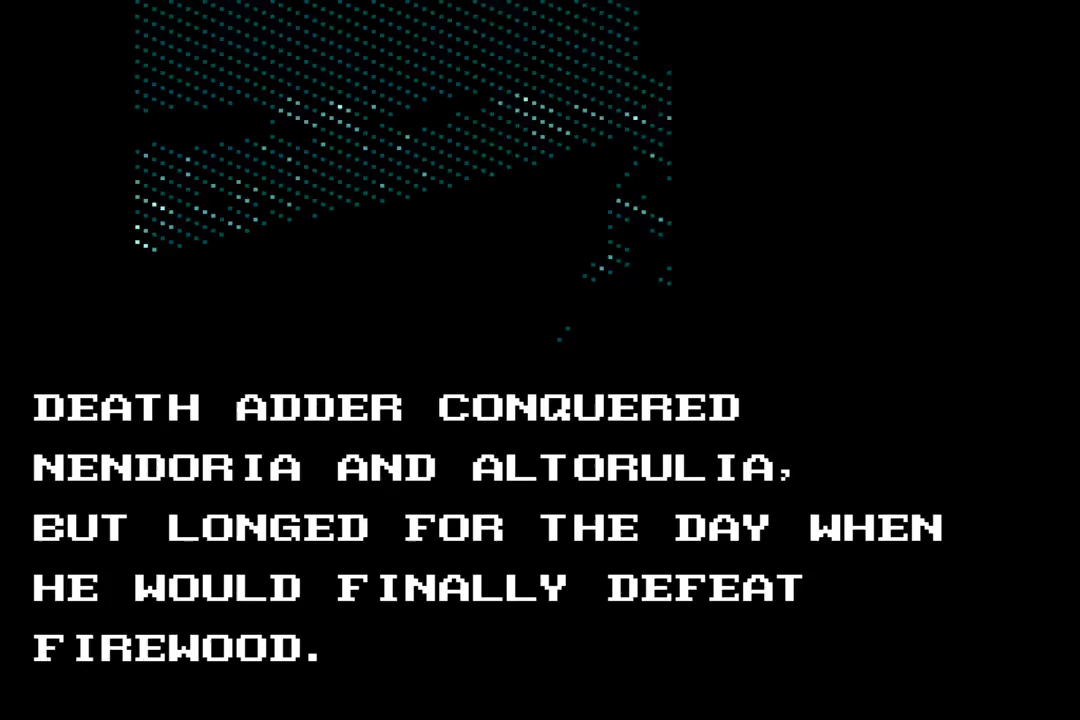 DEATH ADDER CONQUERED
NENDORIA AND ALTORULIA,
BUT LONGED FOR THE DAY WHEN
HE WOULD FINALLY DEFEAT
FIREWOOD.